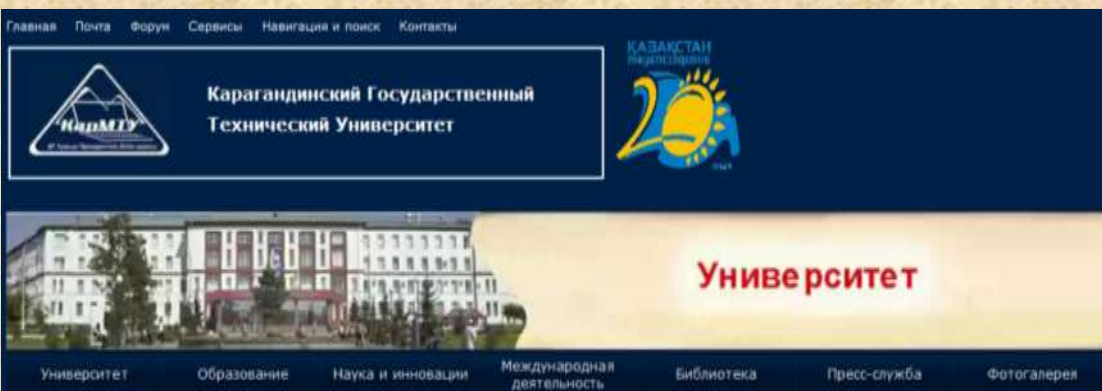 Главная Почта Форум Сервисы Навигация и поиск Контакты
Карагандинский Государственный
Технический Университет
КарМТУ
ҚАЗАҚСТАН
20
Университет
Университет Образование Наука и инновации Международная деятельность Библиотека Пресс-служба Фотогалерея